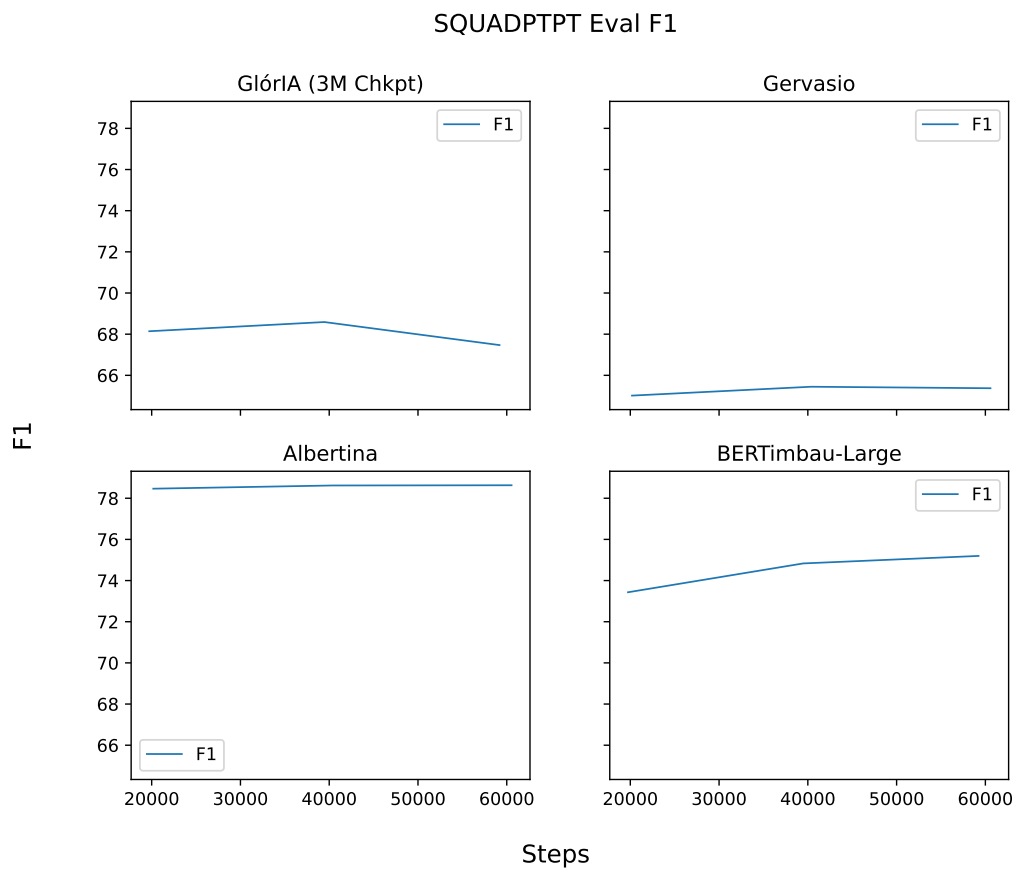 SQUADPTPT Eval F1
GlórIA (3M Chkpt)
Gervasio
78
76
74
72
70
68
66
F1
F1
F1
Albertina
BERTimbau-Large
78
76
74
72
70
68
66
F1
F1
20000 30000 40000 50000 60000
20000 30000 40000 50000 60000
Steps